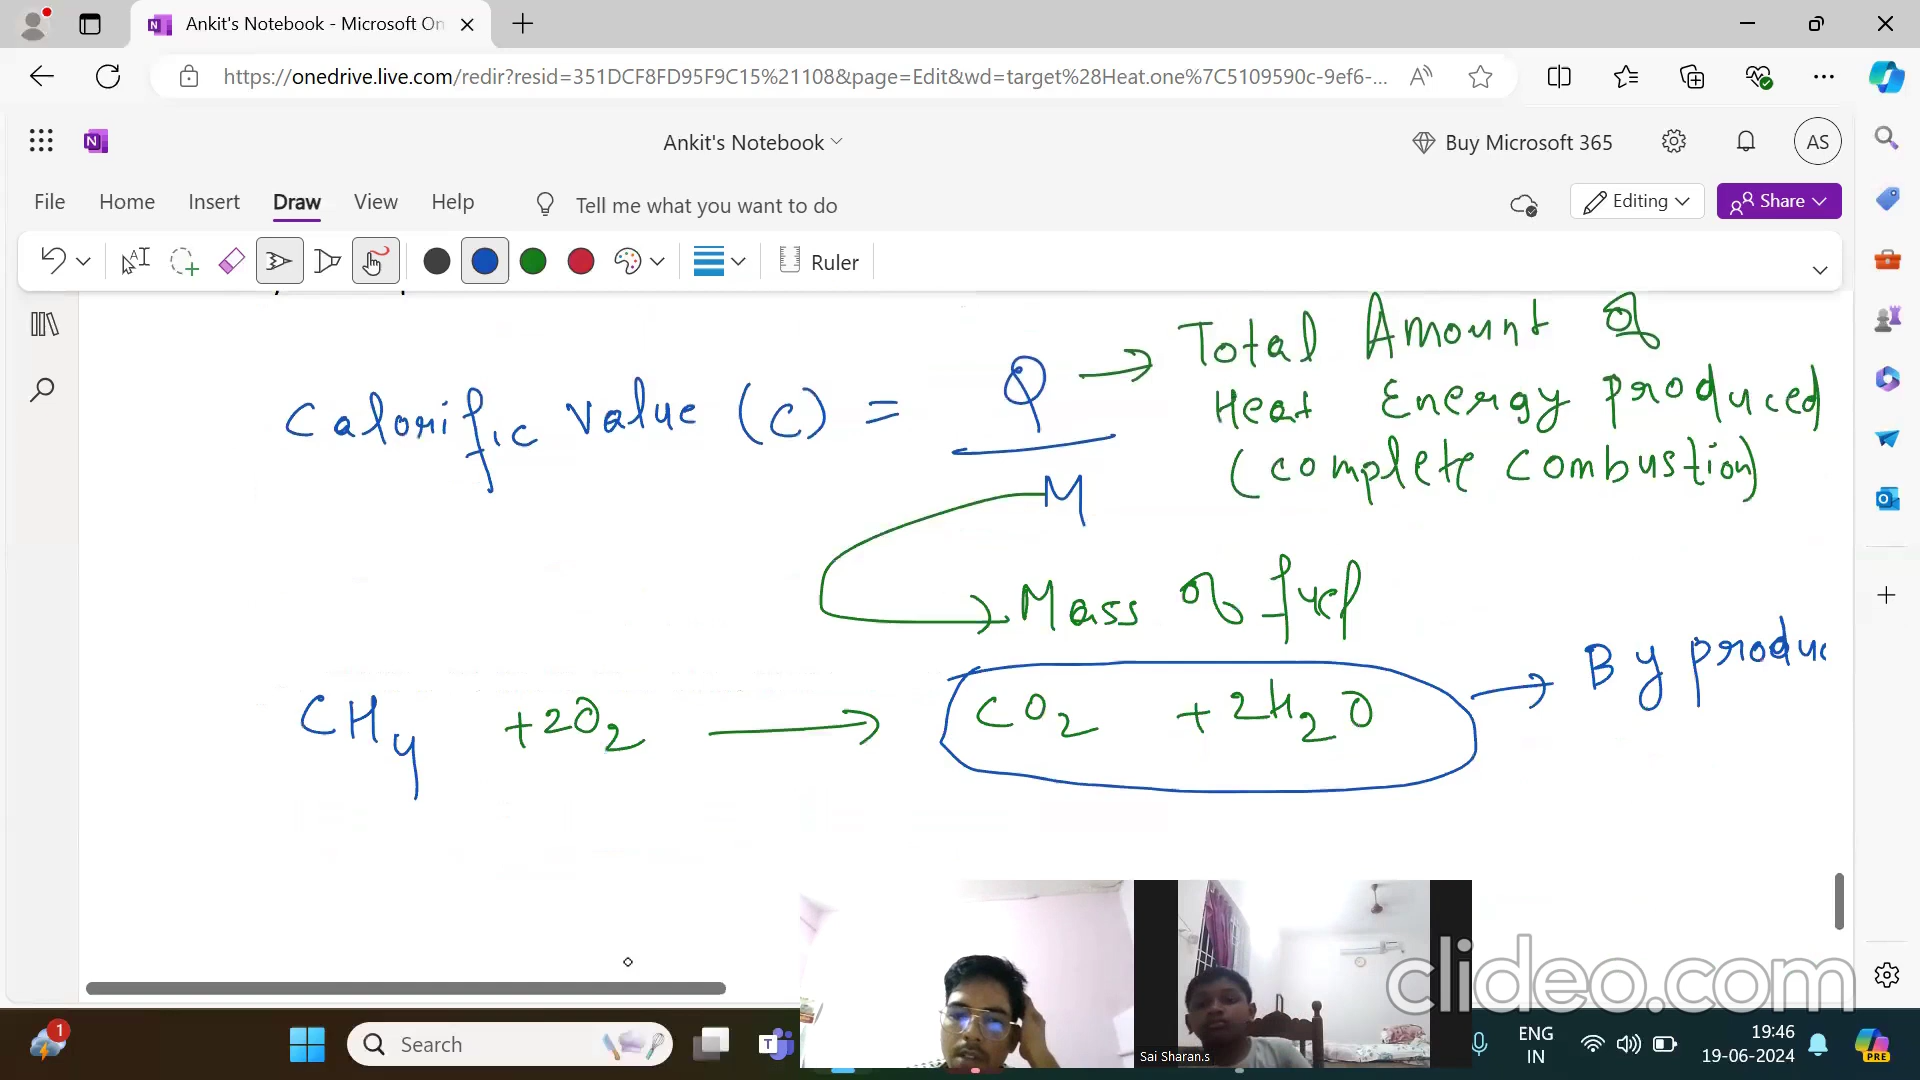 Ankit's Notebook - Microsoft On
https://onedrive.live.com/redir?resid=351DCF8FD95F9C15%21108&page=Edit&wd=target%28Heat.one%7C5109590c-9ef6-...
Ankit's Notebook
Buy Microsoft 365
AS
File Home Insert Draw View Help Tell me what you want to do
Editing Share
Ruler
Calorific value (C) = Q/M
Total Amount of
Heat Energy produced
(complete combustion)
Mass of fuel
CH4 +2O2 → CO2 +2H2O
By produc
Sai Sharan.s
clideo.com
1
Search
ENG
IN
19:46
19-06-2024
PRE